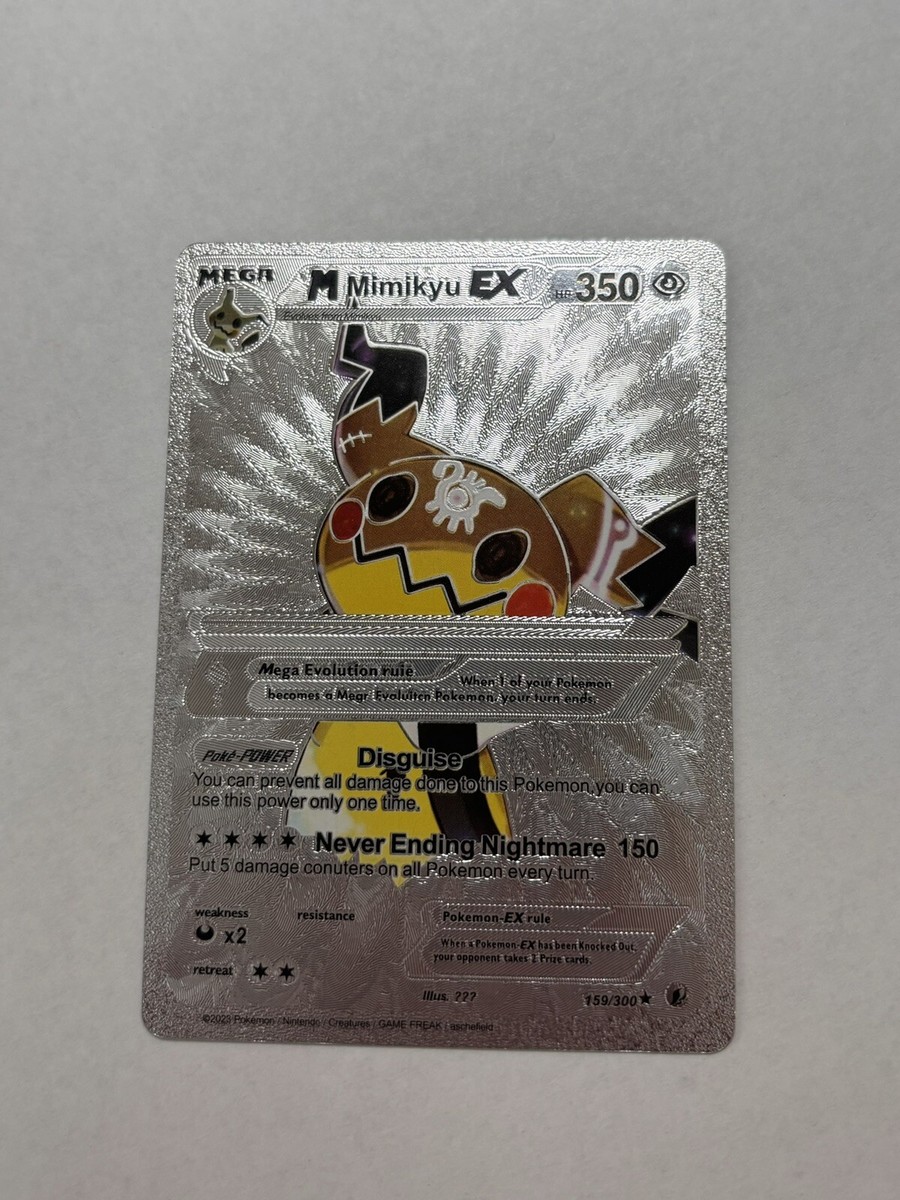 MEGA
M Mimikyu EX HP 350
Evolves from Mimikyu
Mega Evolution rule
When 1 of your Pokemon
becomes a Megr Evolultcn Pokemon, your turn ends.
Poké-POWER Disguise
You can prevent all damage done to this Pokemon,you can
use this power only one time.
Never Ending Nightmare 150
Put 5 damage conuters on all Pokemon every turn.
weakness resistance
x2
retreat
Pokemon-EX rule
When a Pokemon-EX has been Knocked Out,
your opponent takes 2 Prize cards.
Illus. ???
159/300★
©2023 Pokémon / Nintendo / Creatures / GAME FREAK / aschefield